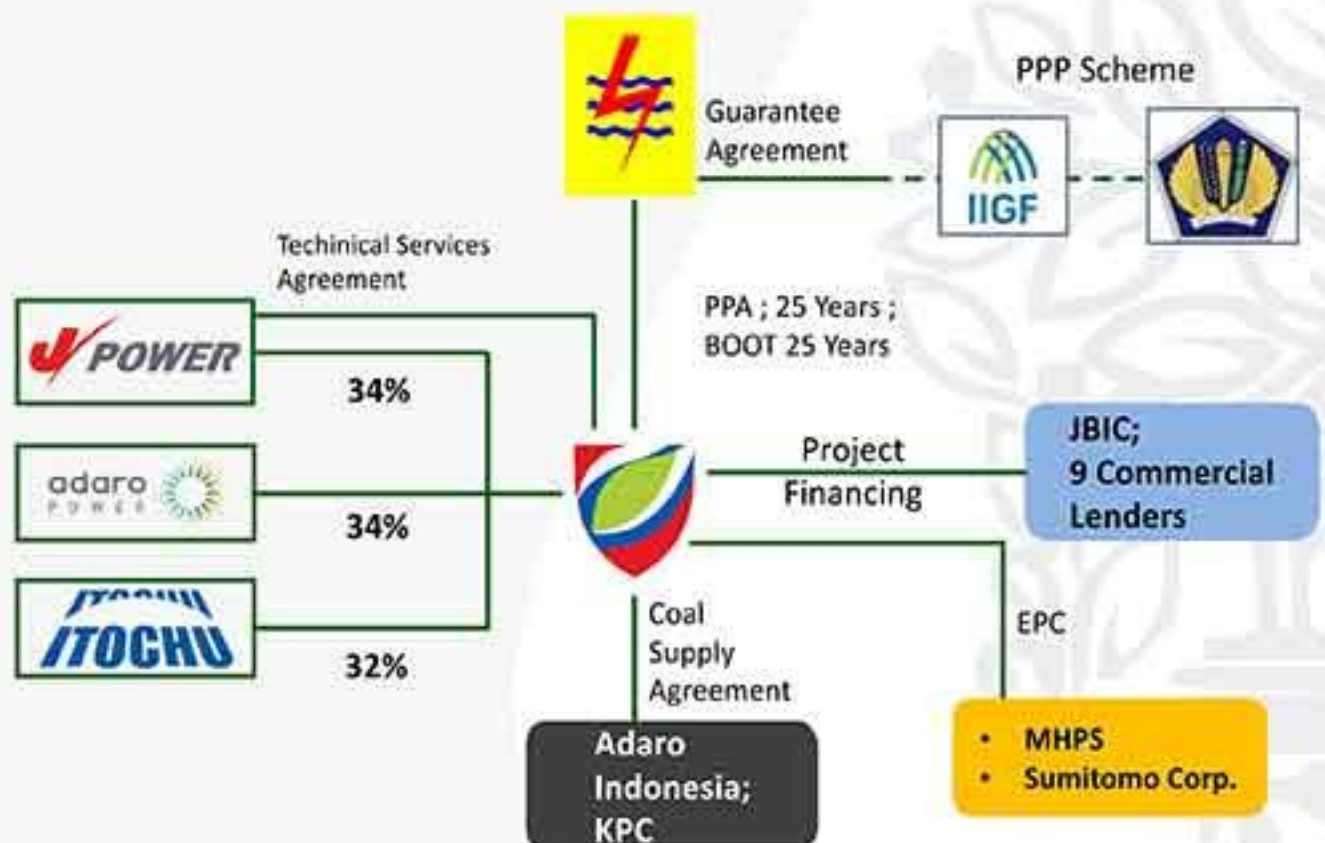 PPP Scheme
Guarantee
Agreement
IIGF
Techinical Services
Agreement
J POWER
34%
PPA ; 25 Years ;
BOOT 25 Years
adaro
POWER
34%
ITOCHU
ITOCHU
32%
Project
Financing
JBIC;
9 Commercial
Lenders
Coal
Supply
Agreement
EPC
Adaro
Indonesia;
KPC
• MHPS
• Sumitomo Corp.